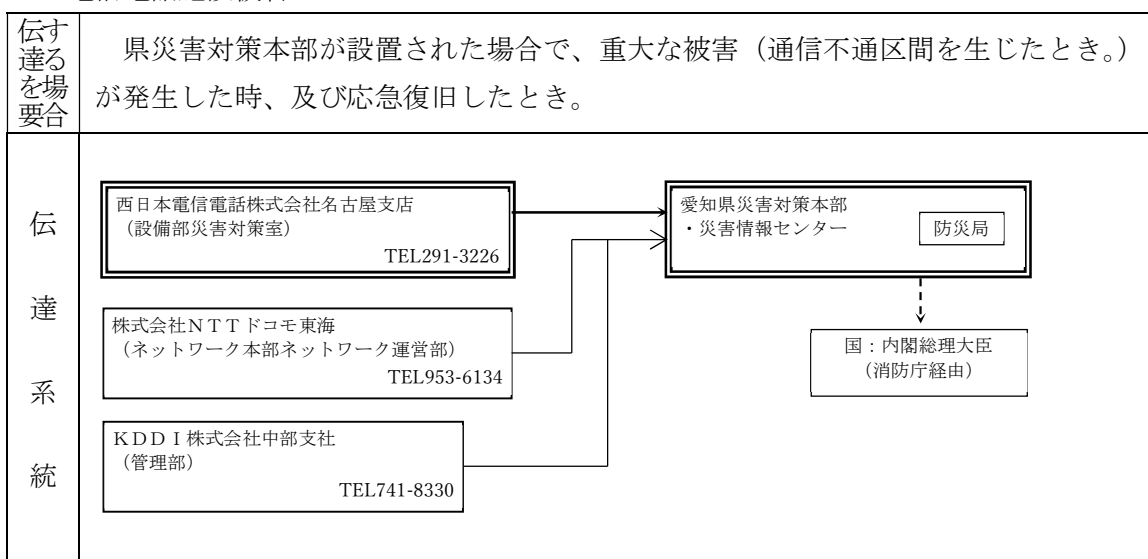 伝達を要
する場合
県災害対策本部が設置された場合で、重大な被害（通信不通区間を生じたとき。）
が発生した時、及び応急復旧したとき。
伝達系統
西日本電信電話株式会社名古屋支店
（設備部災害対策室）
TEL291-3226
愛知県災害対策本部
・災害情報センター
防災局
株式会社ＮＴＴドコモ東海
（ネットワーク本部ネットワーク運営部）
TEL953-6134
国：内閣総理大臣
（消防庁経由）
ＫＤＤＩ株式会社中部支社
（管理部）
TEL741-8330